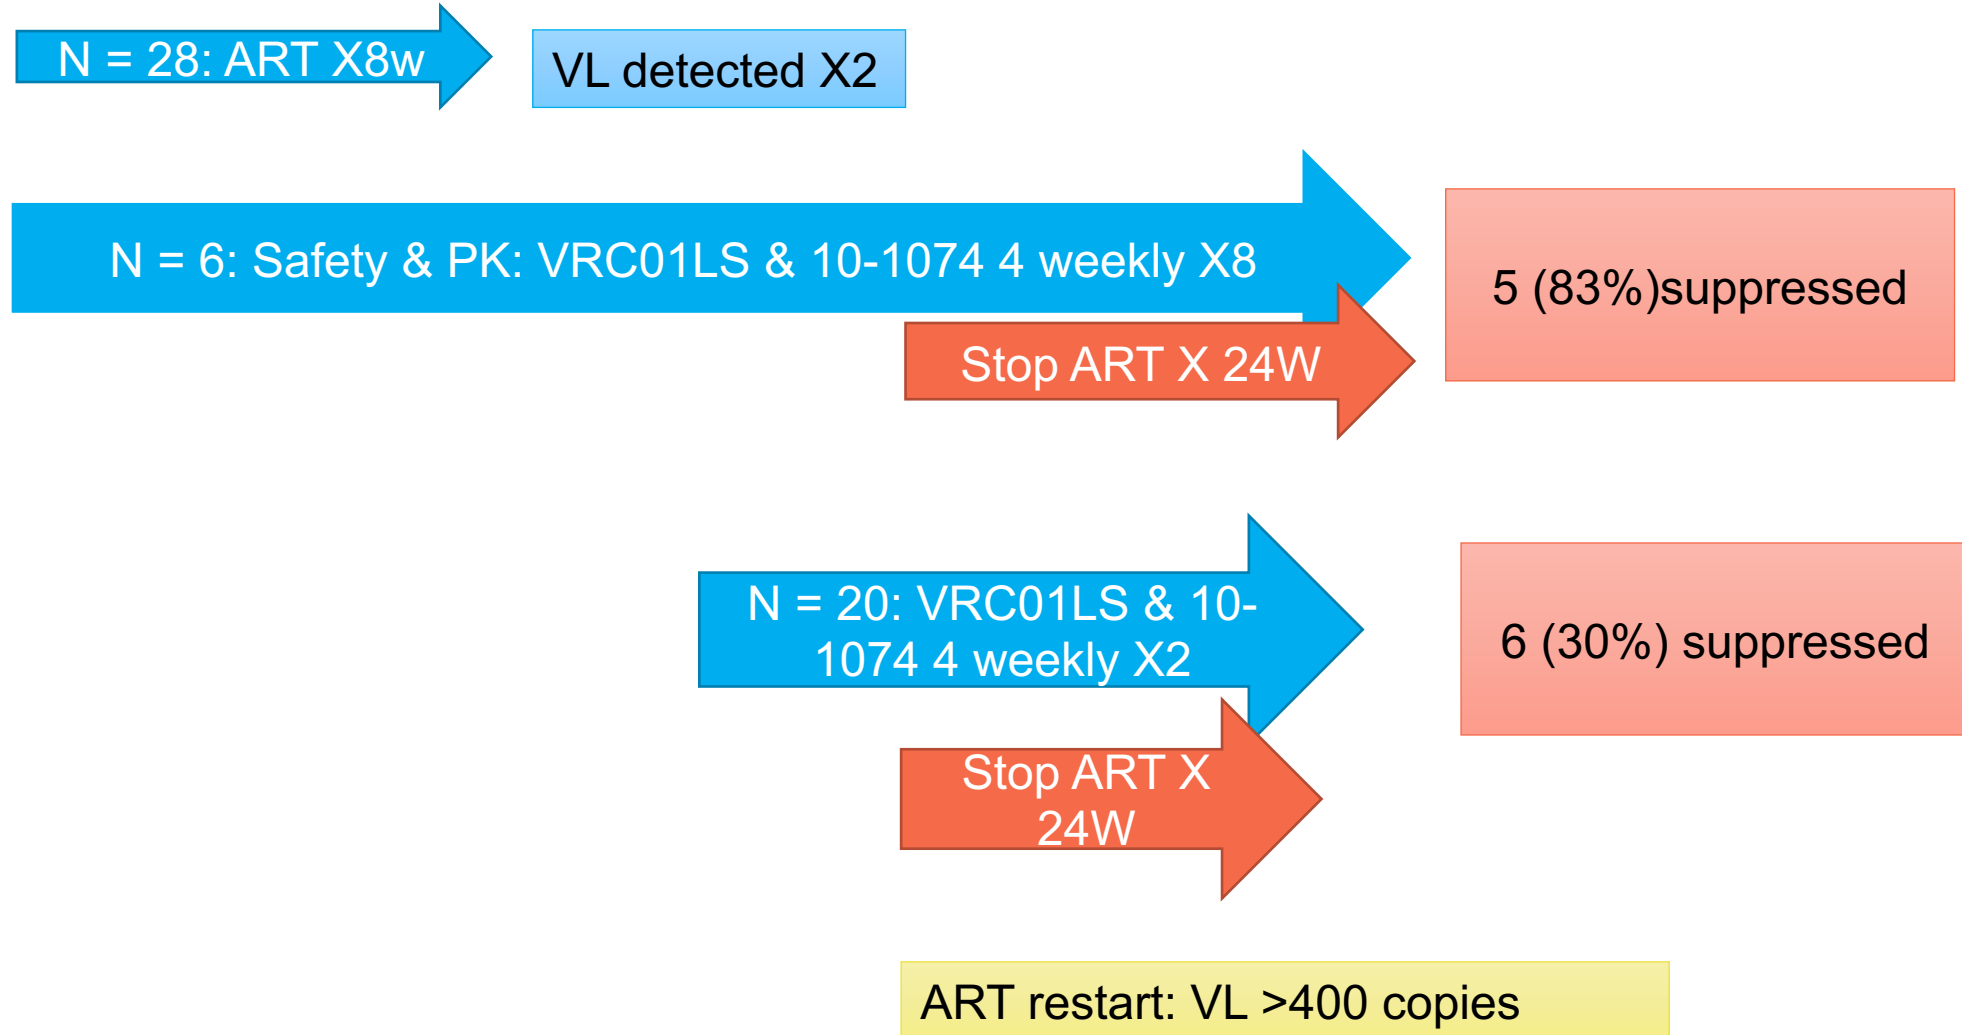 N = 28: ART X8w
VL detected X2
N = 6: Safety & PK: VRC01LS & 10-1074 4 weekly X8
5 (83%)suppressed
Stop ART X 24W
N = 20: VRC01LS & 10-
1074 4 weekly X2
6 (30%) suppressed
Stop ART X
24W
ART restart: VL >400 copies